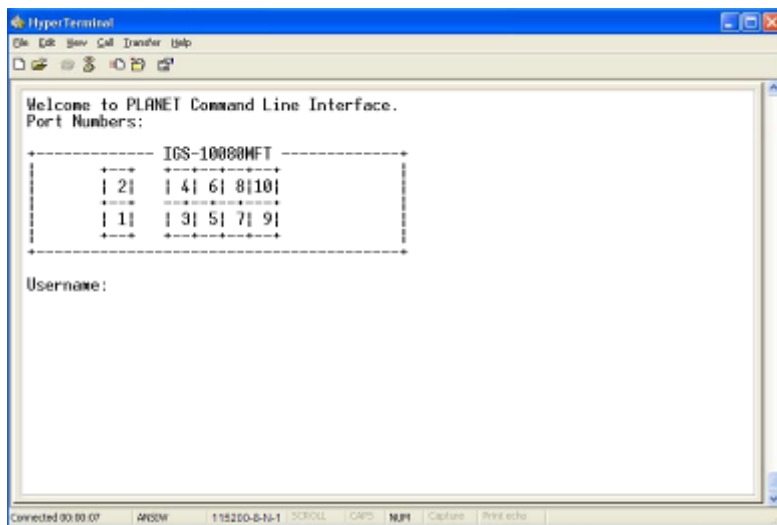 HyperTerminal
File Edit View Call Transfer Help
Welcome to PLANET Command Line Interface.
Port Numbers:
+------------- IGS-10080MFT -------------+
| 2| | 4| 6| 8|10|
| 1| | 3| 5| 7| 9|
Username:
Connected 00:00:07 ANSIW 115200-8-N-1 SCROLL CAPS NUM Capture Print echo